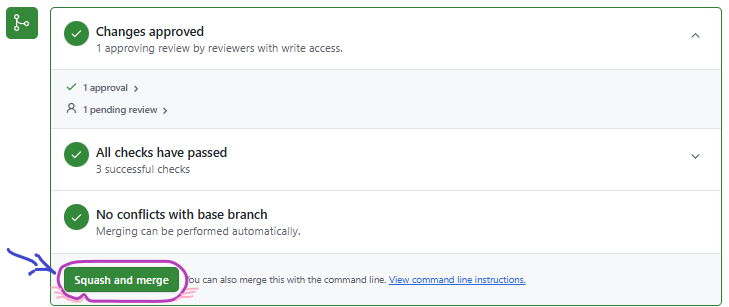 Changes approved
1 approving review by reviewers with write access.
1 approval
1 pending review
All checks have passed
3 successful checks
No conflicts with base branch
Merging can be performed automatically.
Squash and merge You can also merge this with the command line. View command line instructions.